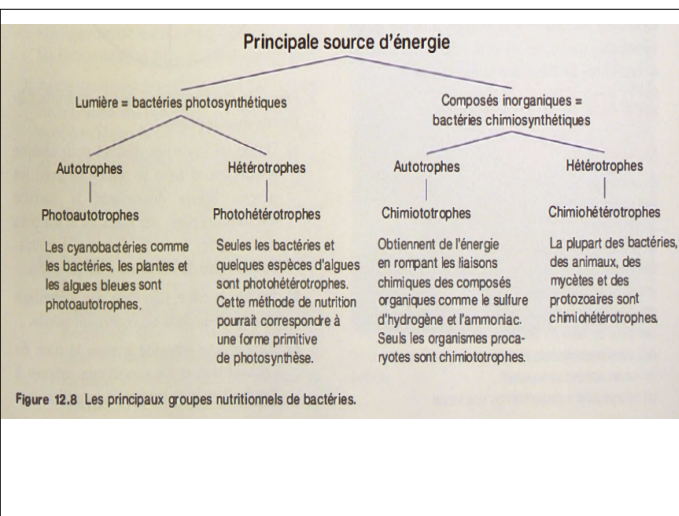 Principale source d'énergie
Lumière = bactéries photosynthétiques
Composés inorganiques =
bactéries chimiosynthétiques
Autotrophes
Hétérotrophes
Autotrophes
Hétérotrophes
Photoautotrophes
Photohétérotrophes
Chimiototrophes
Chimiohétérotrophes
Les cyanobactéries comme
les bactéries, les plantes et
les algues bleues sont
photoautotrophes.
Seules les bactéries et
quelques espèces d'algues
sont photohétérotrophes.
Cette méthode de nutrition
pourrait correspondre à
une forme primitive
de photosynthèse.
Obtiennent de l'énergie
en rompant les liaisons
chimiques des composés
organiques comme le sulfure
d'hydrogène et l'ammoniac.
Seuls les organismes proca-
ryotes sont chimiototrophes.
La plupart des bactéries,
des animaux, des
mycètes et des
protozoaires sont
chimiohétérotrophes.
Figure 12.8 Les principaux groupes nutritionnels de bactéries.